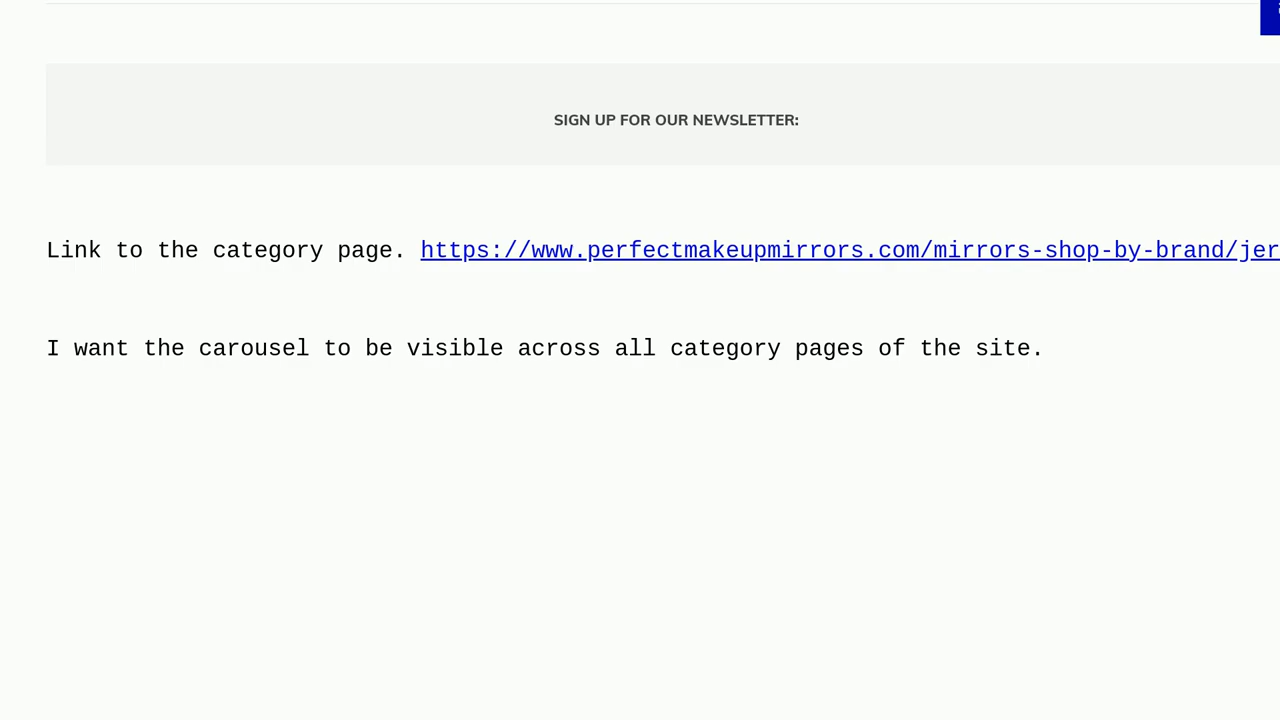 SIGN UP FOR OUR NEWSLETTER:
Link to the category page. https://www.perfectmakeupmirrors.com/mirrors-shop-by-brand/jer
I want the carousel to be visible across all category pages of the site.